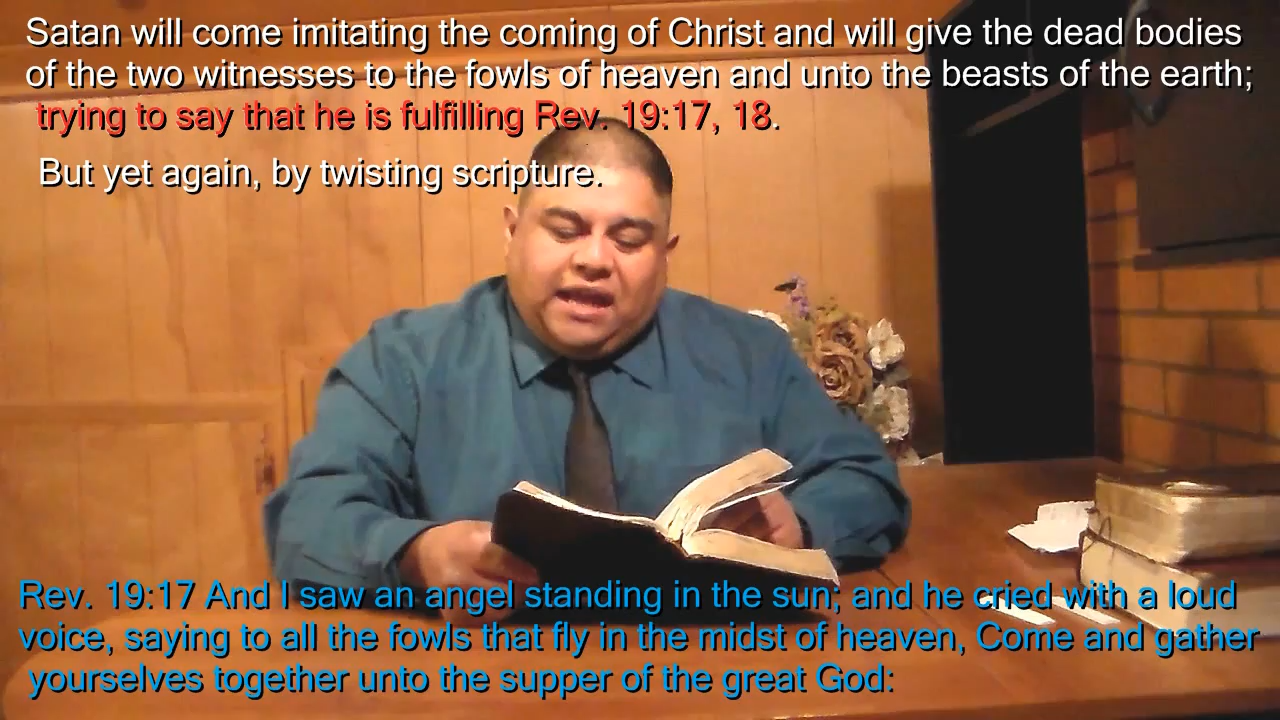 Satan will come imitating the coming of Christ and will give the dead bodies
of the two witnesses to the fowls of heaven and unto the beasts of the earth;
trying to say that he is fulfilling Rev. 19:17, 18.
But yet again, by twisting scripture.
Rev. 19:17 And I saw an angel standing in the sun; and he cried with a loud
voice, saying to all the fowls that fly in the midst of heaven, Come and gather
yourselves together unto the supper of the great God: